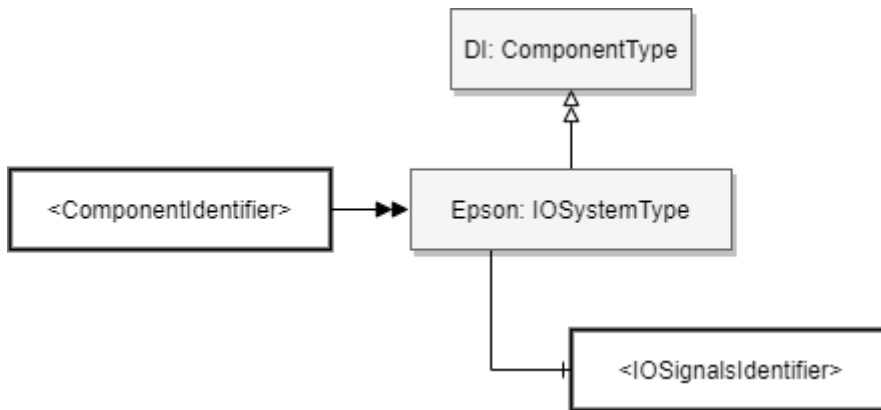 DI: ComponentType
<ComponentIdentifier>
Epson: IOSystemType
<IOSignalsIdentifier>